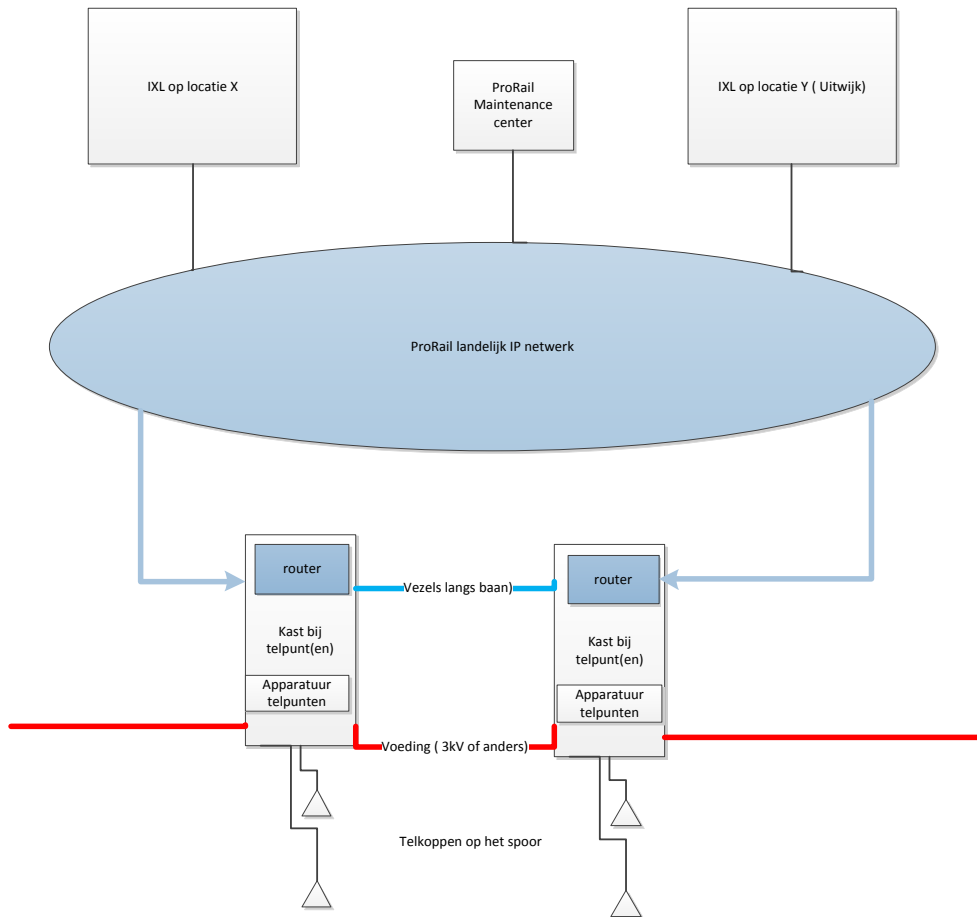 IXL op locatie X
ProRail
Maintenance
center
IXL op locatie Y ( Uitwijk)
ProRail landelijk IP netwerk
router
router
Vezels langs baan)
Kast bij
telpunt(en)
Kast bij
telpunt(en)
Apparatuur
telpunten
Apparatuur
telpunten
Voeding ( 3kV of anders)
Telkoppen op het spoor